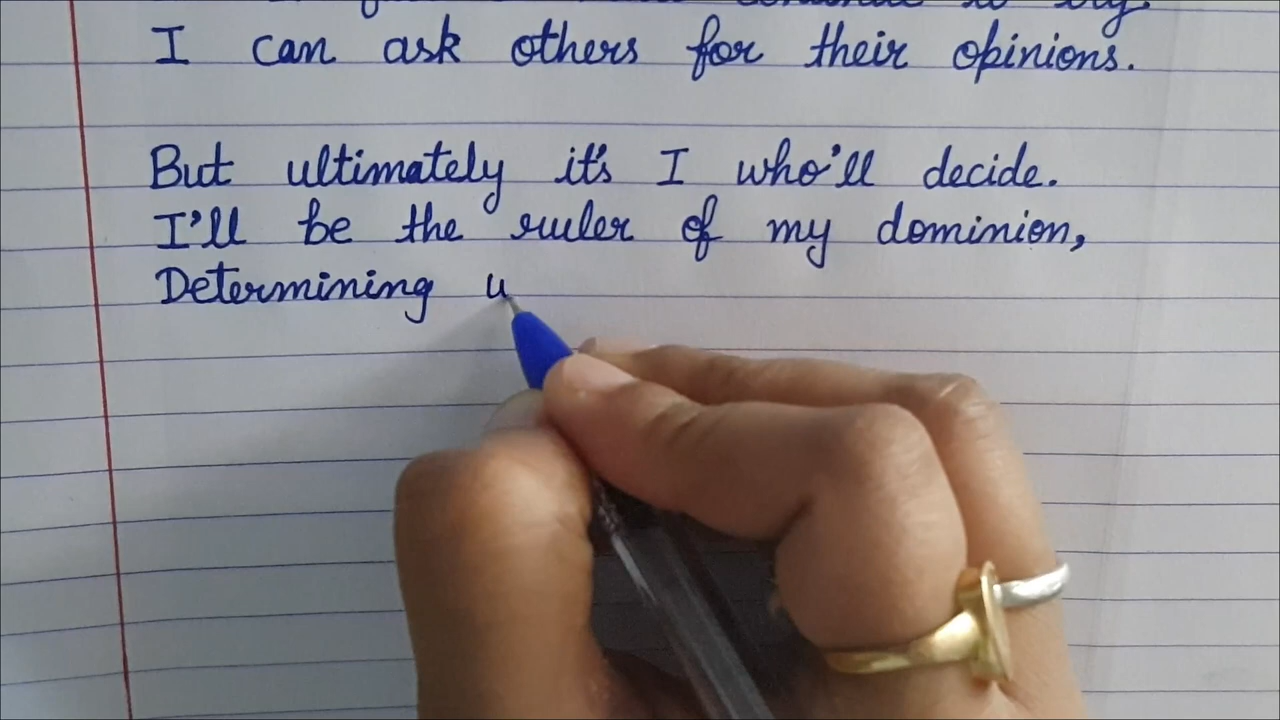 I can ask others for their opinions.
But ultimately it's I who'll decide.
I'll be the ruler of my dominion,
Determining